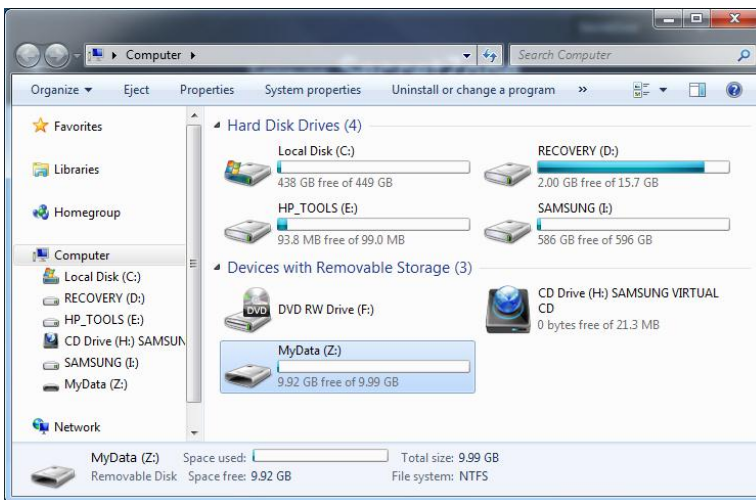 Computer
Search Computer
Organize
Eject
Properties
System properties
Uninstall or change a program
»
Favorites
Libraries
Homegroup
Computer
Local Disk (C:)
RECOVERY (D:)
HP_TOOLS (E:)
CD Drive (H:) SAMSUN
SAMSUNG (I:)
MyData (Z:)
Network
Hard Disk Drives (4)
Local Disk (C:)
438 GB free of 449 GB
RECOVERY (D:)
2.00 GB free of 15.7 GB
HP_TOOLS (E:)
93.8 MB free of 99.0 MB
SAMSUNG (I:)
586 GB free of 596 GB
Devices with Removable Storage (3)
DVD
DVD RW Drive (F:)
CD Drive (H:) SAMSUNG VIRTUAL
CD
0 bytes free of 21.3 MB
MyData (Z:)
9.92 GB free of 9.99 GB
MyData (Z:) Space used: Total size: 9.99 GB
Removable Disk Space free: 9.92 GB File system: NTFS